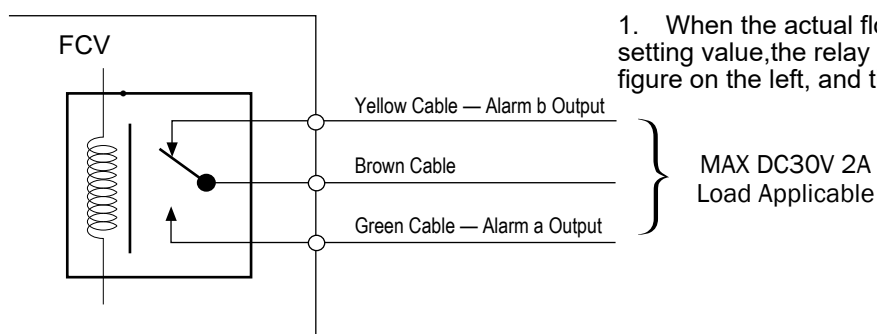 1. When the actual
setting value,the relay
figure on the left, and
FCV
Yellow Cable — Alarm b Output
Brown Cable
Green Cable — Alarm a Output
MAX DC30V 2A
Load Applicable